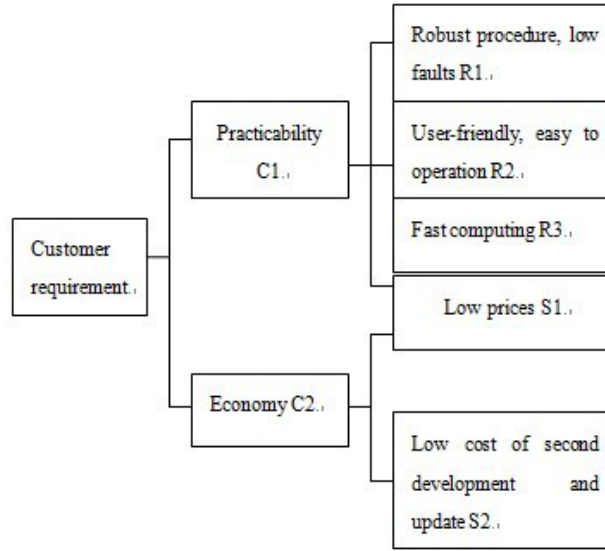 Robust procedure, low
faults R1.
Practicability
C1.
User-friendly, easy to
operation R2.
Customer
requirement.
Fast computing R3.
Low prices S1.
Economy C2.
Low cost of second
development and
update S2.